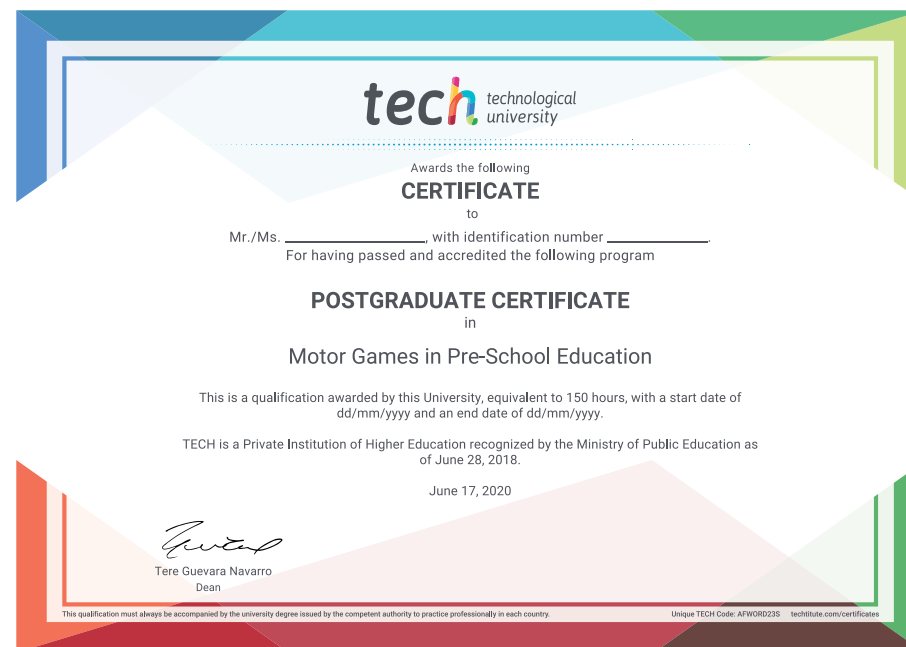 tech technological
university
Awards the following
CERTIFICATE
to
Mr./Ms. ____________________, with identification number ______________.
For having passed and accredited the following program
POSTGRADUATE CERTIFICATE
in
Motor Games in Pre-School Education
This is a qualification awarded by this University, equivalent to 150 hours, with a start date of
dd/mm/yyyy and an end date of dd/mm/yyyy.
TECH is a Private Institution of Higher Education recognized by the Ministry of Public Education as
of June 28, 2018.
June 17, 2020
Tere Guevara Navarro
Dean
This qualification must always be accompanied by the university degree issued by the competent authority to practice professionally in each country. Unique TECH Code: AFWORD23S techtitute.com/certificates